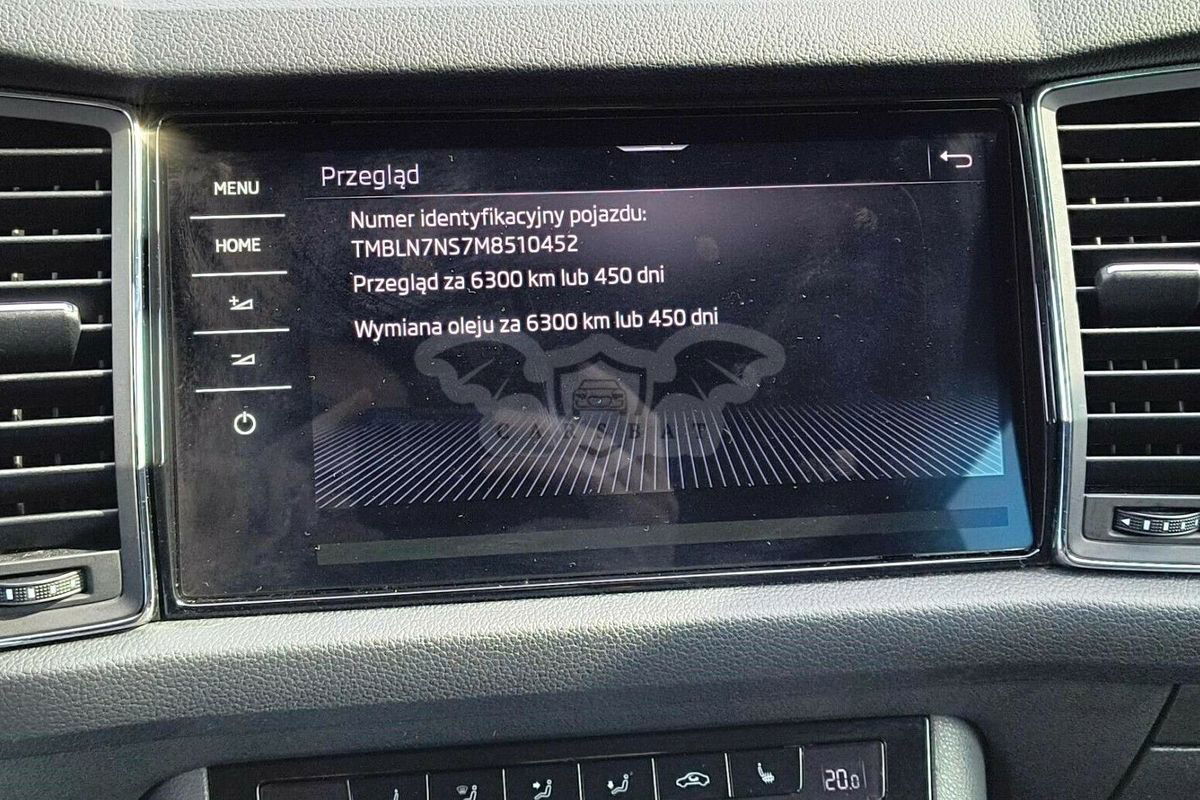 Przegląd
MENU
Numer identyfikacyjny pojazdu:
HOME
TMBLN7NS7M8510452
Przegląd za 6300 km lub 450 dni
Wymiana oleju za 6300 km lub 450 dni
CARSBAT
20.0